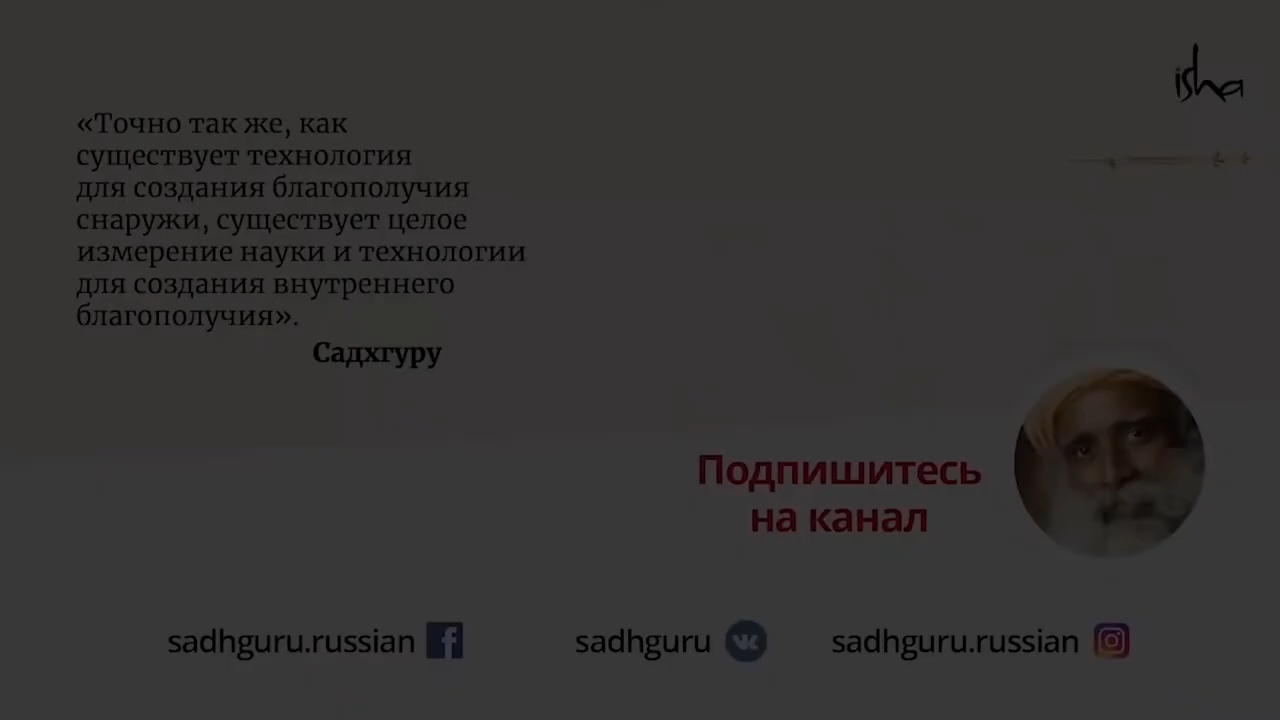 isha
«Точно так же, как
существует технология
для создания благополучия
снаружи, существует целое
измерение науки и технологии
для создания внутреннего
благополучия».
Садхгуру
Подпишитесь
на канал
sadhguru.russian
sadhguru
sadhguru.russian